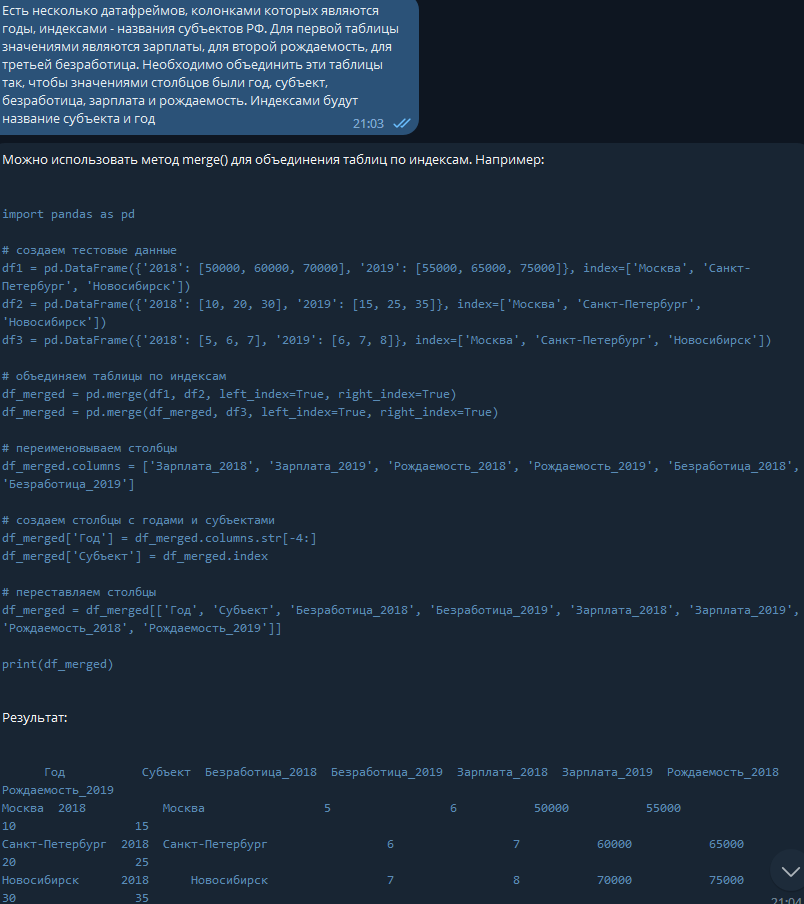 Есть несколько датафреймов, колонками которых являются
годы, индексами - названия субъектов РФ. Для первой таблицы
значениями являются зарплаты, для второй рождаемость, для
третьей безработица. Необходимо объединить эти таблицы
так, чтобы значениями столбцов были год, субъект,
безработица, зарплата и рождаемость. Индексами будут
название субъекта и год
21:03
Можно использовать метод merge() для объединения таблиц по индексам. Например:
import pandas as pd
# создаем тестовые данные
df1 = pd.DataFrame({'2018': [50000, 60000, 70000], '2019': [55000, 65000, 75000]}, index=['Москва', 'Санкт-
Петербург', 'Новосибирск'])
df2 = pd.DataFrame({'2018': [10, 20, 30], '2019': [15, 25, 35]}, index=['Москва', 'Санкт-Петербург',
'Новосибирск'])
df3 = pd.DataFrame({'2018': [5, 6, 7], '2019': [6, 7, 8]}, index=['Москва', 'Санкт-Петербург', 'Новосибирск'])
# объединяем таблицы по индексам
df_merged = pd.merge(df1, df2, left_index=True, right_index=True)
df_merged = pd.merge(df_merged, df3, left_index=True, right_index=True)
# переименовываем столбцы
df_merged.columns = ['Зарплата_2018', 'Зарплата_2019', 'Рождаемость_2018', 'Рождаемость_2019', 'Безработица_2018',
'Безработица_2019']
# создаем столбцы с годами и субъектами
df_merged['Год'] = df_merged.columns.str[-4:]
df_merged['Субъект'] = df_merged.index
# переставляем столбцы
df_merged = df_merged[['Год', 'Субъект', 'Безработица_2018', 'Безработица_2019', 'Зарплата_2018', 'Зарплата_2019',
'Рождаемость_2018', 'Рождаемость_2019']]
print(df_merged)
Результат:
Год Субъект Безработица_2018 Безработица_2019 Зарплата_2018 Зарплата_2019 Рождаемость_2018
Рождаемость_2019
Москва 2018 Москва 5 6 50000 55000
10 15
Санкт-Петербург 2018 Санкт-Петербург 6 7 60000 65000
20 25
Новосибирск 2018 Новосибирск 7 8 70000 75000
30 35
21:04